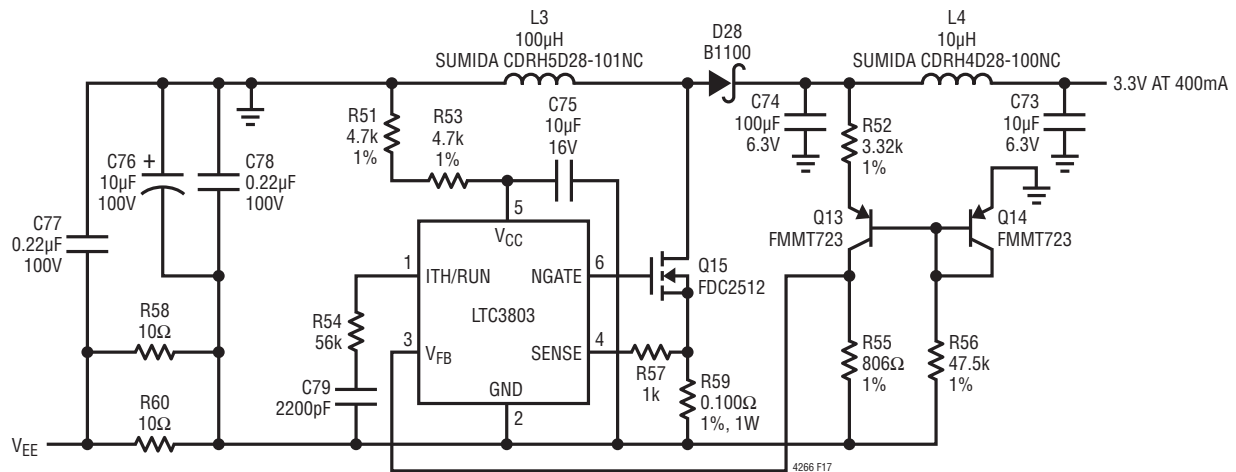 L3
100µH
SUMIDA CDRH5D28-101NC
D28
B1100
L4
10µH
SUMIDA CDRH4D28-100NC
3.3V AT 400mA
R51
4.7k
1%
R53
4.7k
1%
C75
10µF
16V
C74
100µF
6.3V
R52
3.32k
1%
C73
10µF
6.3V
C76
+
10µF
100V
C78
0.22µF
100V
C77
0.22µF
100V
5
VCC
Q13
FMMT723
Q14
FMMT723
1
ITH/RUN
NGATE
6
Q15
FDC2512
LTC3803
R58
10Ω
R54
56k
3
VFB
SENSE
4
R57
1k
R55
806Ω
1%
R56
47.5k
1%
C79
2200pF
GND
2
R59
0.100Ω
1%, 1W
R60
10Ω
VEE
4266 F17